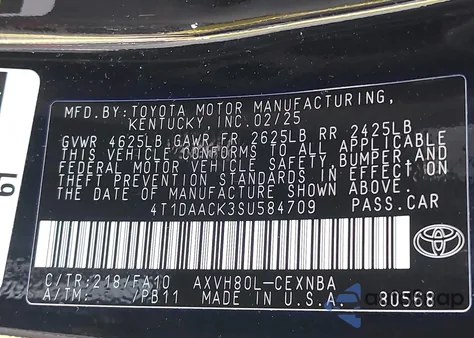 MFD.BY:TOYOTA MOTOR MANUFACTURING,
KENTUCKY, INC.02/25
GVWR 4625LB GAWR FR 2625LB RR 2425LB
THIS VEHICLE CONFORMS TO ALL APPLICABLE
FEDERAL MOTOR VEHICLE SAFETY,BUMPER,AND
THEFT PREVENTION STANDARDS IN EFFECT ON
THE DATE OF MANUFACTURE SHOWN ABOVE.
4T1DAACK3SU584709 PASS.CAR
C/TR:218/FA10 AXVH80L-CEXNBA
A/TM: /PB11 MADE IN U.S.A. 80568
TOYOTA